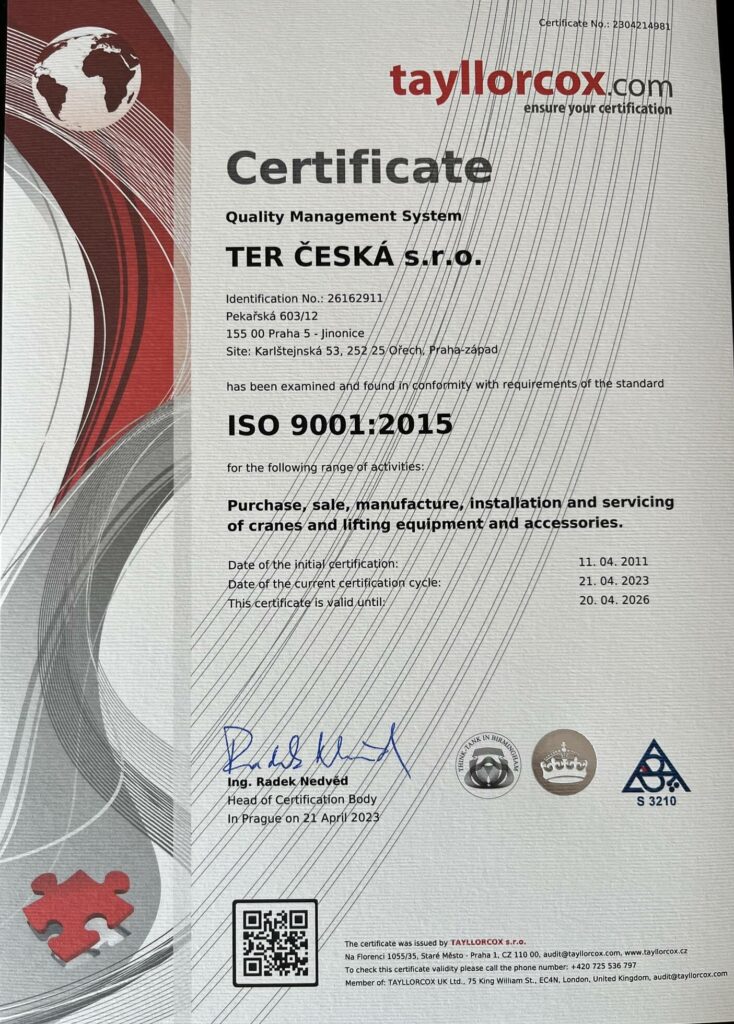 Certificate No.: 2304214981
tayllorcox.com
ensure your certification
Certificate
Quality Management System
TER ČESKÁ s.r.o.
Identification No.: 26162911
Pekařská 603/12
155 00 Praha 5 - Jinonice
Site: Karlštejnská 53, 252 25 Ořech, Praha-západ
has been examined and found in conformity with requirements of the standard
ISO 9001:2015
for the following range of activities:
Purchase, sale, manufacture, installation and servicing
of cranes and lifting equipment and accessories.
Date of the initial certification: 11. 04. 2011
Date of the current certification cycle: 21. 04. 2023
This certificate is valid until: 20. 04. 2026
Ing. Radek Nedvěd
Head of Certification Body
In Prague on 21 April 2023
THINK-TANK IN BIRMINGHAM
S 3210
The certificate was issued by TAYLLORCOX s.r.o.
Na Florenci 1055/35, Staré Město - Praha 1, CZ 110 00, audit@tayllorcox.com, www.tayllorcox.cz
To check this certificate validity please call the phone number: +420 725 536 797
Member of: TAYLLORCOX UK Ltd., 75 King William St., EC4N, London, United Kingdom, audit@tayllorcox.com